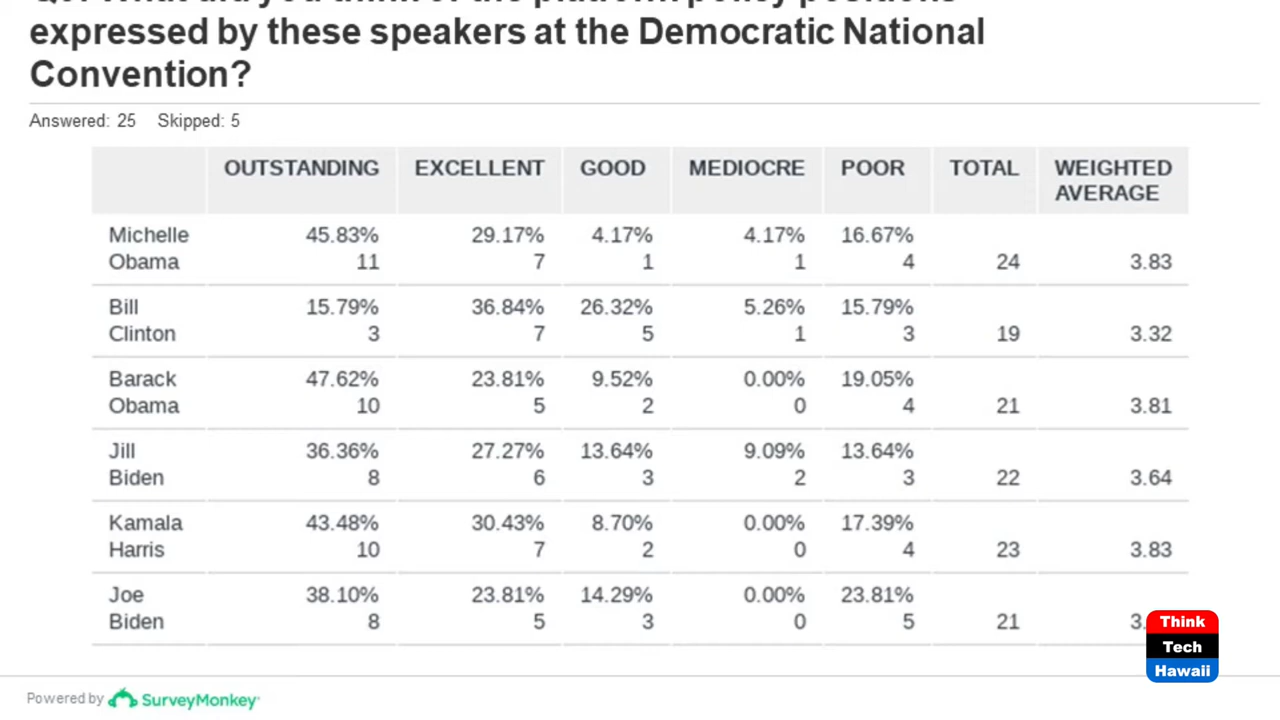 expressed by these speakers at the Democratic National
Convention?
Answered: 25 Skipped: 5
OUTSTANDING EXCELLENT GOOD MEDIOCRE POOR TOTAL WEIGHTED AVERAGE
Michelle 45.83% 29.17% 4.17% 4.17% 16.67%
Obama 11 7 1 1 4 24 3.83
Bill 15.79% 36.84% 26.32% 5.26% 15.79%
Clinton 3 7 5 1 3 19 3.32
Barack 47.62% 23.81% 9.52% 0.00% 19.05%
Obama 10 5 2 0 4 21 3.81
Jill 36.36% 27.27% 13.64% 9.09% 13.64%
Biden 8 6 3 2 3 22 3.64
Kamala 43.48% 30.43% 8.70% 0.00% 17.39%
Harris 10 7 2 0 4 23 3.83
Joe 38.10% 23.81% 14.29% 0.00% 23.81%
Biden 8 5 3 0 5 21
Think
Tech
Hawaii
Powered by SurveyMonkey